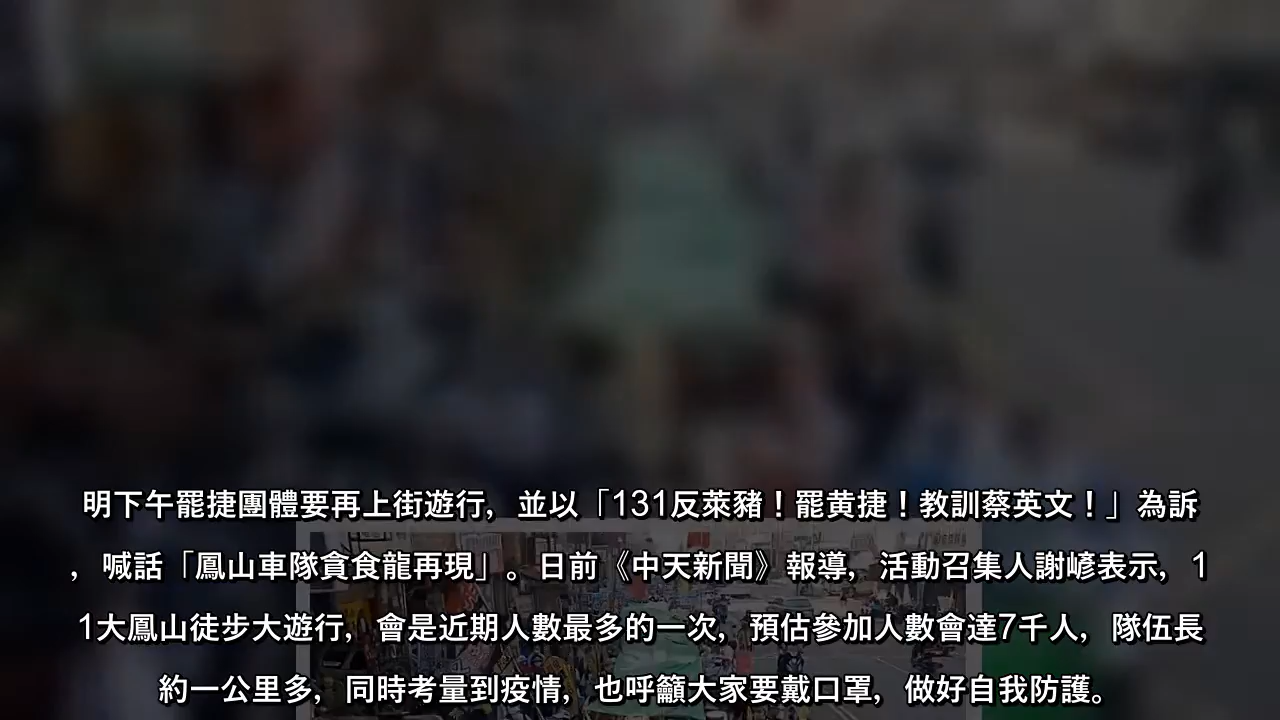 明下午罷捷團體要再上街遊行，並以「131反萊豬！罷黄捷！教訓蔡英文！」為訴
，喊話「鳳山車隊貪食龍再現」。日前《中天新聞》報導，活動召集人謝嵃表示，1
1大鳳山徒步大遊行，會是近期人數最多的一次，預估參加人數會達7千人，隊伍長
約一公里多，同時考量到疫情，也呼籲大家要戴口罩，做好自我防護。